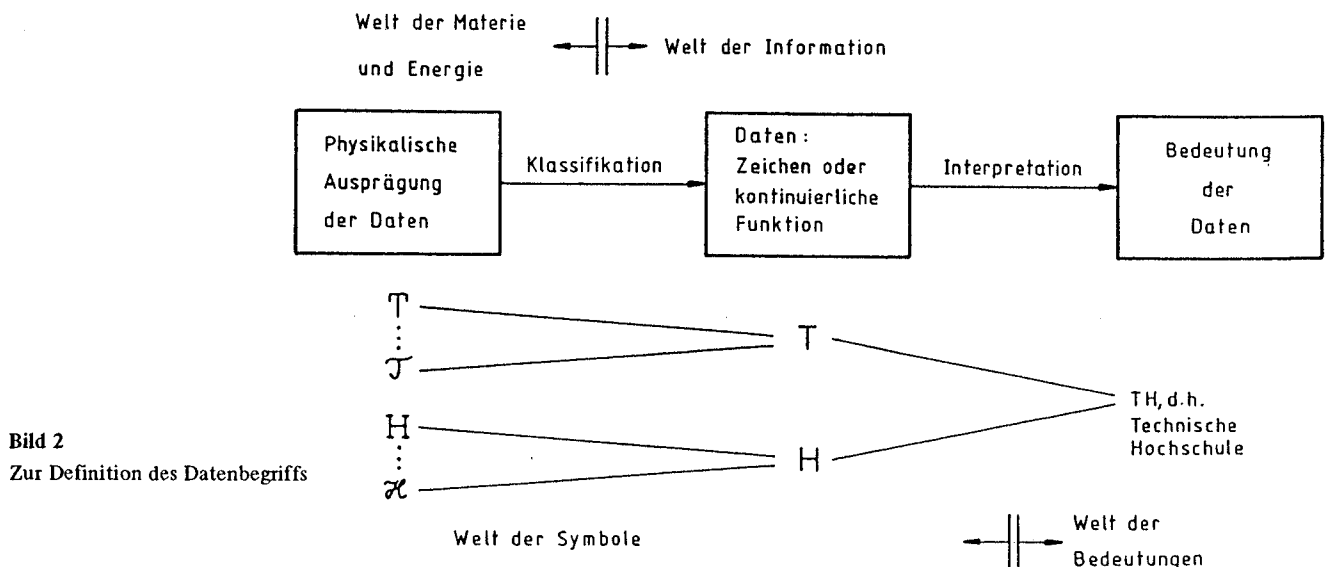 Welt der Materie
und Energie
Welt der Information
Physikalische
Ausprägung
der Daten
Klassifikation
Daten:
Zeichen oder
kontinuierliche
Funktion
Interpretation
Bedeutung
der
Daten
T
T
T
H
H
H
TH, d.h.
Technische
Hochschule
Bild 2
Zur Definition des Datenbegriffs
Welt der Symbole
Welt der
Bedeutungen